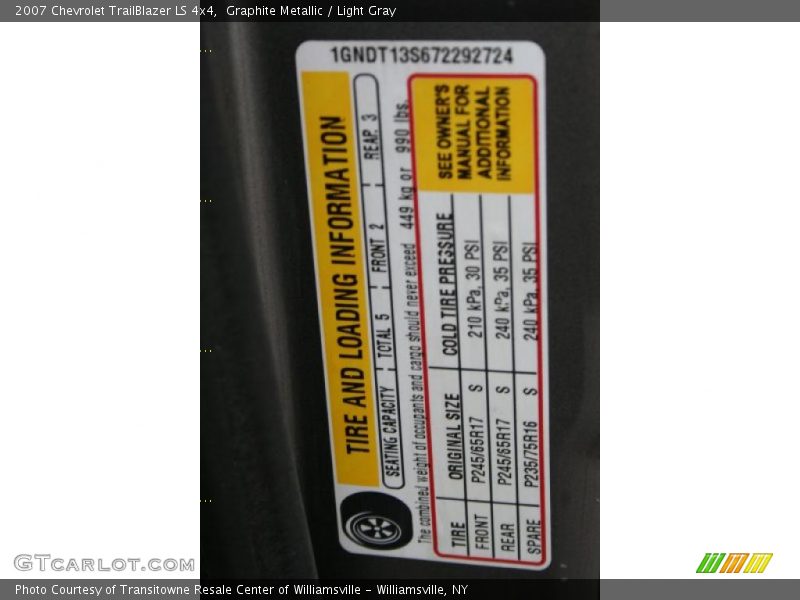 2007 Chevrolet TrailBlazer LS 4x4,  Graphite Metallic / Light Gray
1GNDT13S672292724
TIRE AND LOADING INFORMATION
SEATING CAPACITY TOTAL 5 FRONT 2 REAR 3
The combined weight of occupants and cargo should never exceed 449 kg or 990 lbs.
TIRE ORIGINAL SIZE COLD TIRE PRESSURE
FRONT P245/65R17 S 210 kPa, 30 PSI
REAR P245/65R17 S 240 kPa, 35 PSI
SPARE P235/75R16 S 240 kPa, 35 PSI
SEE OWNER'S
MANUAL FOR
ADDITIONAL
INFORMATION
GTcarlot.com
Photo Courtesy of Transitowne Resale Center of Williamsville - Williamsville, NY